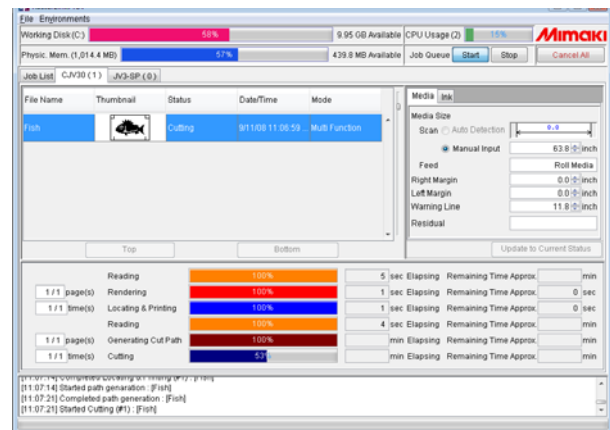 File Environments
Working Disk (C:) 58% 9.95 GB Available CPU Usage (2) 15% Mimaki
Physic. Mem. (1,014.4 MB) 57% 439.8 MB Available Job Queue Start Stop Cancel All
Job List CJV30 ( 1 ) JV3-SP ( 0 )
File Name Thumbnail Status Date/Time Mode
Fish Cutting 9/11/08 11:06:59 ... Multi Function
Top Bottom
Media Ink
Media Size
Scan Auto Detection 0.0
Manual Input 63.8 inch
Feed Roll Media
Right Margin 0.0 inch
Left Margin 0.0 inch
Warning Line 11.8 inch
Residual
Update to Current Status
Reading 100% 5 sec Elapsing Remaining Time Approx. min
1 / 1 page(s) Rendering 100% 1 sec Elapsing Remaining Time Approx. 0 sec
1 / 1 time(s) Locating & Printing 100% 1 sec Elapsing Remaining Time Approx. 0 sec
Reading 100% 4 sec Elapsing Remaining Time Approx. min
1 / 1 page(s) Generating Cut Path 100% min Elapsing Remaining Time Approx. min
1 / 1 time(s) Cutting 53% min Elapsing Remaining Time Approx. min
[11:07:14] Completed Locating & Printing (#1) : [Fish]
[11:07:14] Started path genaration : [Fish]
[11:07:21] Completed path generation : [Fish]
[11:07:21] Started Cutting (#1) : [Fish]